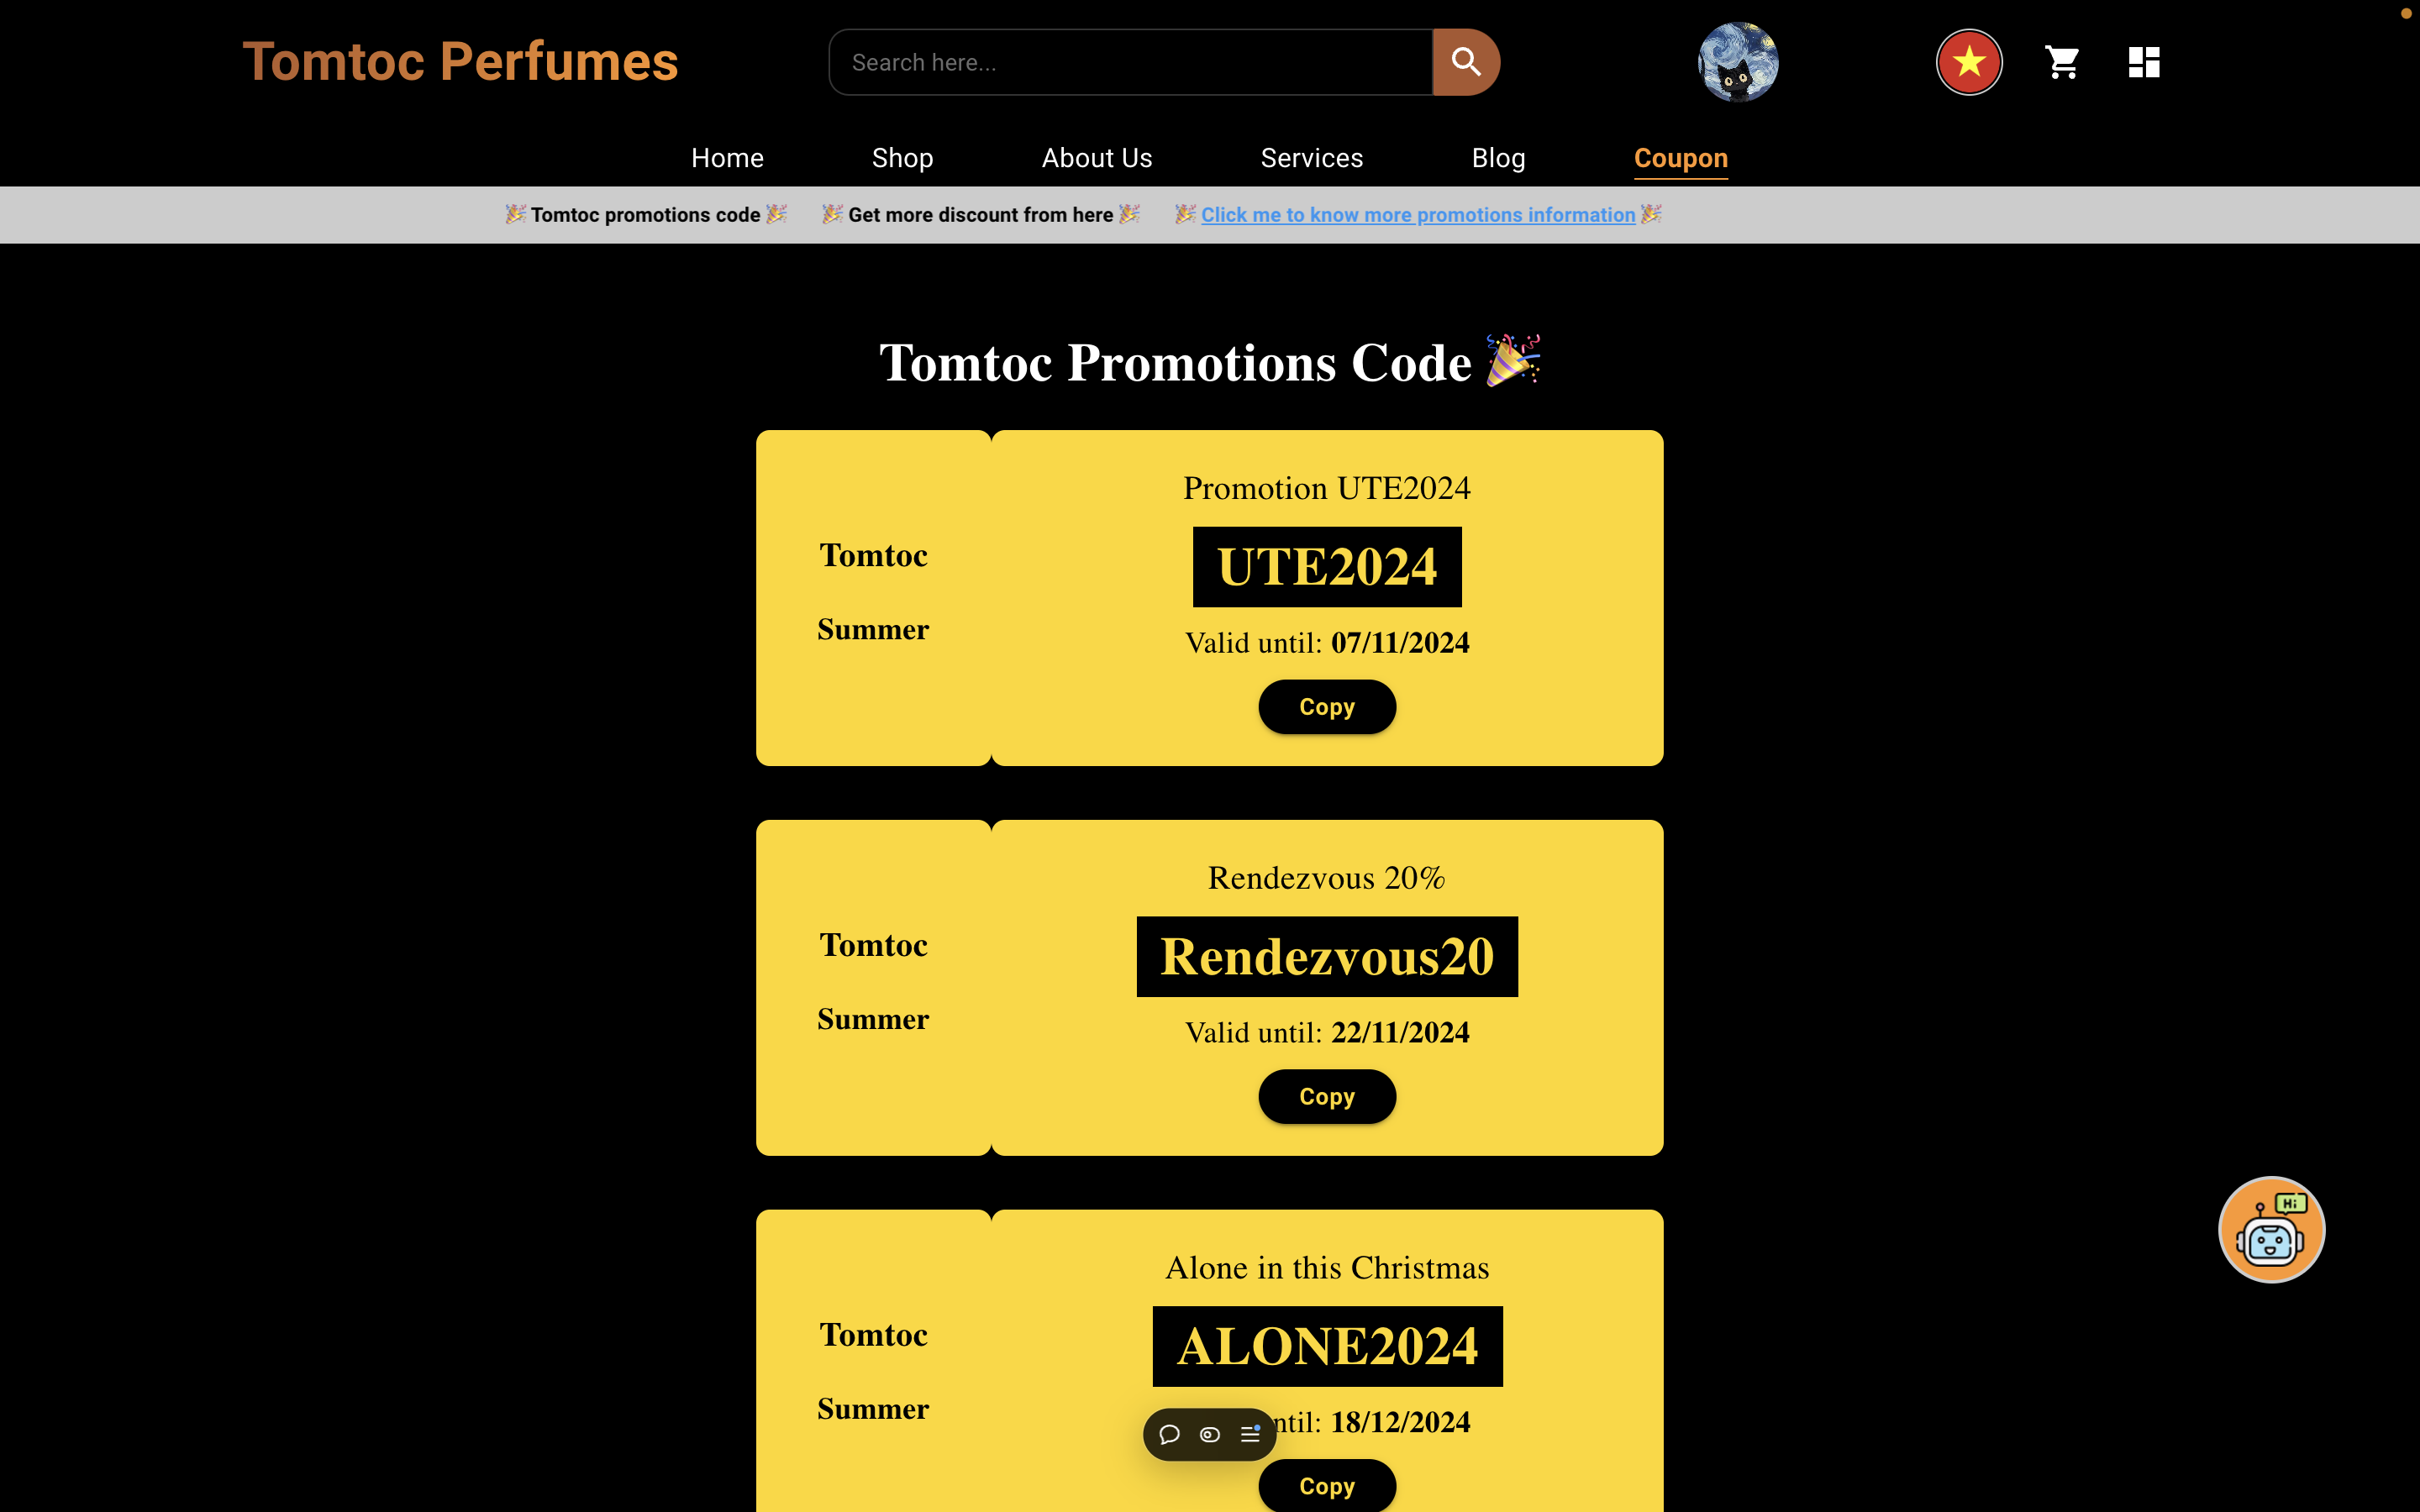 Tomtoc Perfumes
Search here...
Home Shop About Us Services Blog Coupon
🎉 Tomtoc promotions code 🎉 🎉 Get more discount from here 🎉 🎉 Click me to know more promotions information 🎉
Tomtoc Promotions Code 🎉
Promotion UTE2024
Tomtoc
UTE2024
Summer
Valid until: 07/11/2024
Copy
Rendezvous 20%
Tomtoc
Rendezvous20
Summer
Valid until: 22/11/2024
Copy
Hi
Alone in this Christmas
Tomtoc
ALONE2024
Summer
ntil: 18/12/2024
Copy